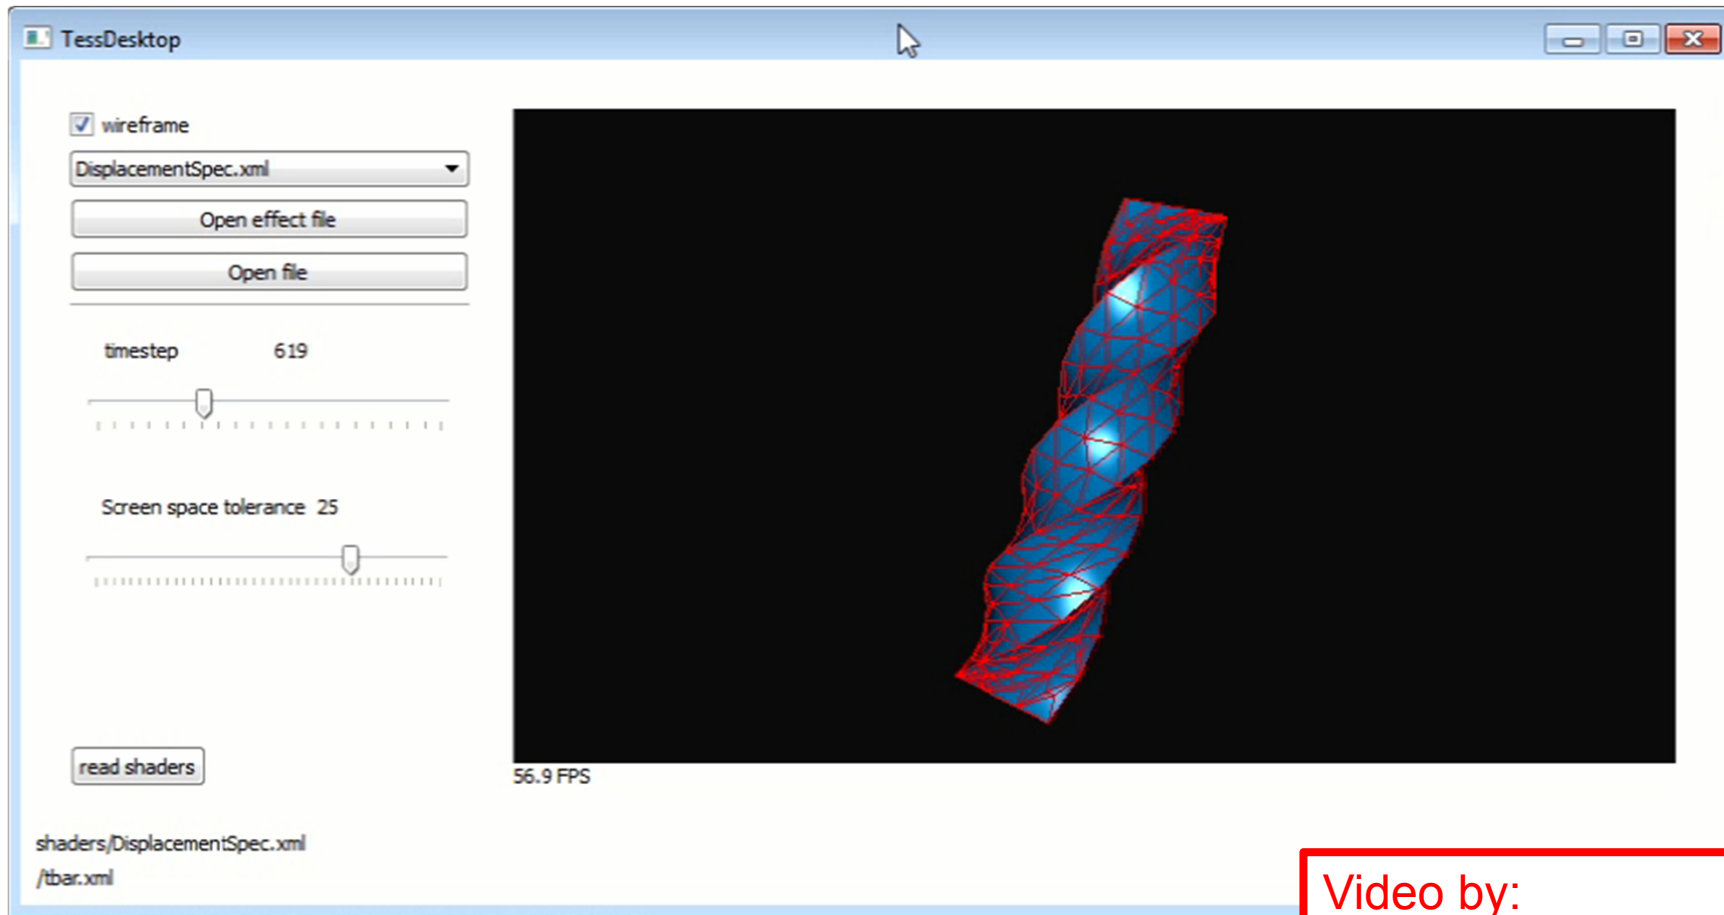 TessDesktop
wireframe
DisplacementSpec.xml
Open effect file
Open file
timestep 619
Screen space tolerance 25
read shaders
56.9 FPS
shaders/DisplacementSpec.xml
/tbar.xml
Video by: